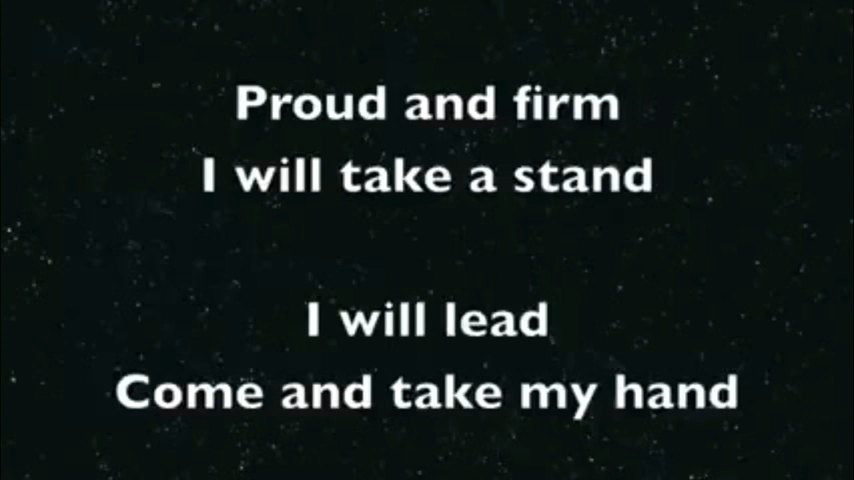 Proud and firm
I will take a stand
I will lead
Come and take my hand